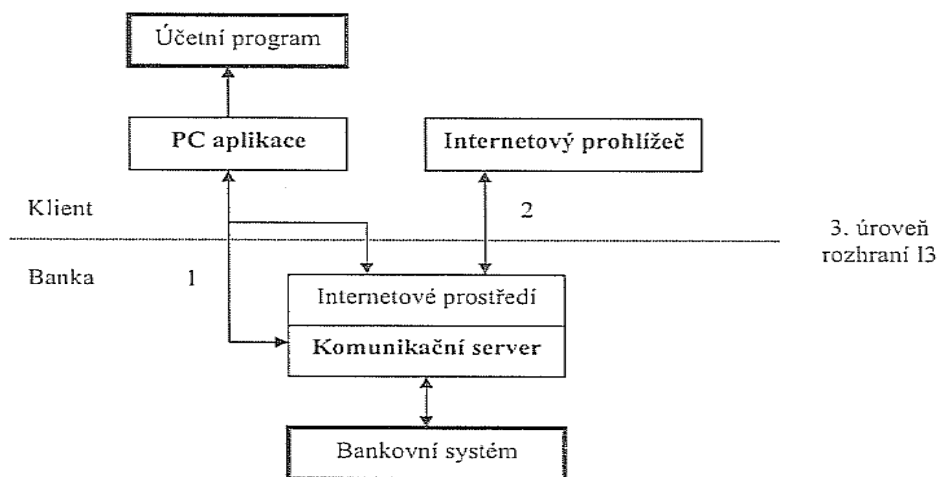 Účetní program
PC aplikace
Internetový prohlížeč
Klient
2
3. úroveň
rozhraní I3
Banka
1
Internetové prostředí
Komunikační server
Bankovní systém